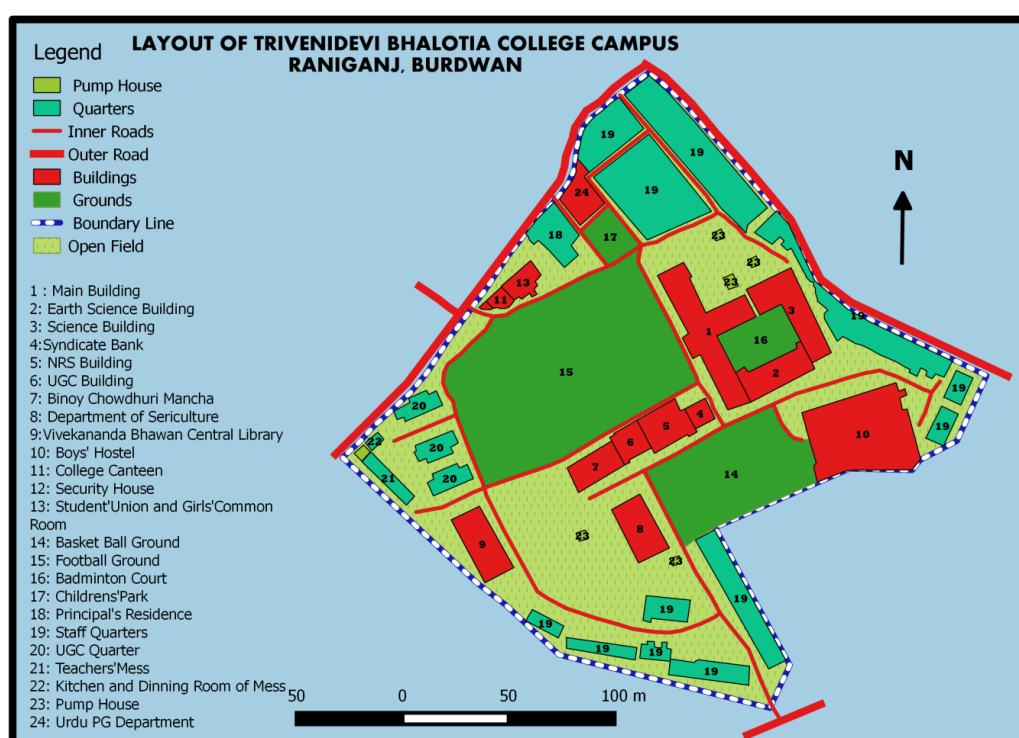 LAYOUT OF TRIVENIDEVI BHALOTIA COLLEGE CAMPUS
RANIGANJ, BURDWAN
Legend
Pump House
Quarters
Inner Roads
Outer Road
Buildings
Grounds
Boundary Line
Open Field
1 : Main Building
2: Earth Science Building
3: Science Building
4:Syndicate Bank
5: NRS Building
6: UGC Building
7: Binoy Chowdhuri Mancha
8: Department of Sericulture
9:Vivekananda Bhawan Central Library
10: Boys' Hostel
11: College Canteen
12: Security House
13: Student'Union and Girls'Common
Room
14: Basket Ball Ground
15: Football Ground
16: Badminton Court
17: Childrens'Park
18: Principal's Residence
19: Staff Quarters
20: UGC Quarter
21: Teachers'Mess
22: Kitchen and Dinning Room of Mess
23: Pump House
24: Urdu PG Department
N
19
19
19
24
18
17
23
23
23
13
11
1
3
16
2
19
15
19
19
20
4
5
6
10
22
20
7
14
21
20
8
9
23
23
19
19
19
19
19
19
50
0
50
100 m